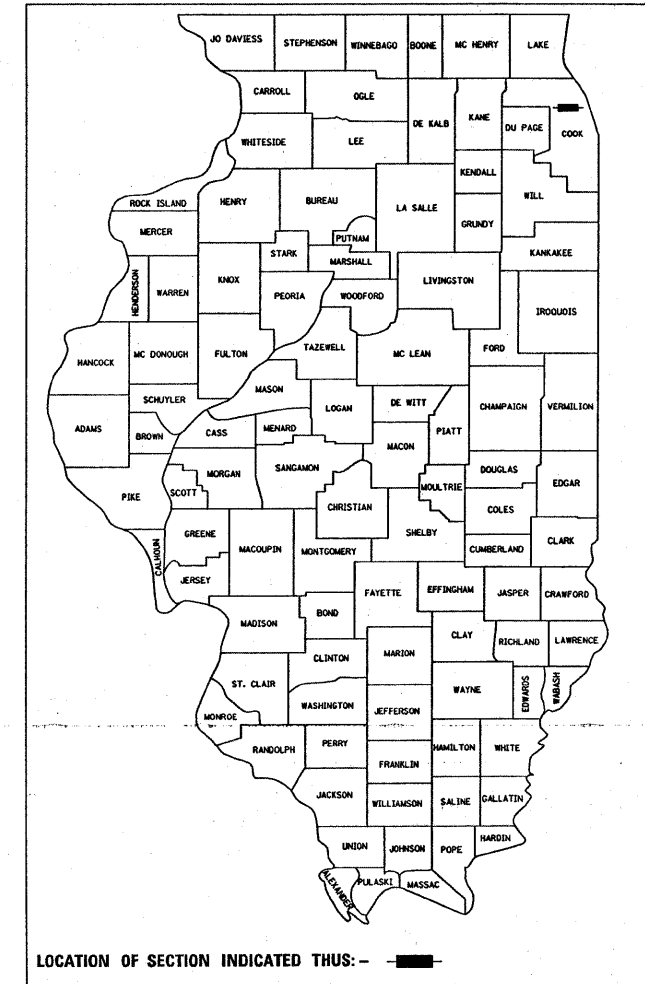 JO DAVIESS STEPHENSON WINNEBAGO BOONE MC HENRY LAKE
CARROLL OGLE DE KALB KANE DU PAGE COOK
WHITESIDE LEE
KENDALL
ROCK ISLAND HENRY BUREAU LA SALLE WILL
MERCER GRUNDY
PUTNAM
STARK MARSHALL KANKAKEE
HENDERSON WARREN KNOX PEORIA WOODFORD LIVINGSTON
IROQUOIS
HANCOCK MC DONOUGH FULTON TAZEWELL MC LEAN FORD
SCHUYLER MASON
ADAMS BROWN CASS MENARD LOGAN DE WITT PIATT CHAMPAIGN VERMILION
MACON
MORGAN SANGAMON DOUGLAS EDGAR
PIKE SCOTT CHRISTIAN MOULTRIE
COLES
CALHOUN GREENE MACOUPIN MONTGOMERY SHELBY CUMBERLAND CLARK
JERSEY
FAYETTE EFFINGHAM JASPER CRAWFORD
MADISON BOND
CLAY RICHLAND LAWRENCE
CLINTON MARION
ST. CLAIR WAYNE EDWARDS WABASH
WASHINGTON JEFFERSON
MONROE
RANDOLPH PERRY HAMILTON WHITE
FRANKLIN
JACKSON WILLIAMSON SALINE GALLATIN
UNION JOHNSON POPE HARDIN
ALEXANDER PULASKI MASSAC
LOCATION OF SECTION INDICATED THUS: –